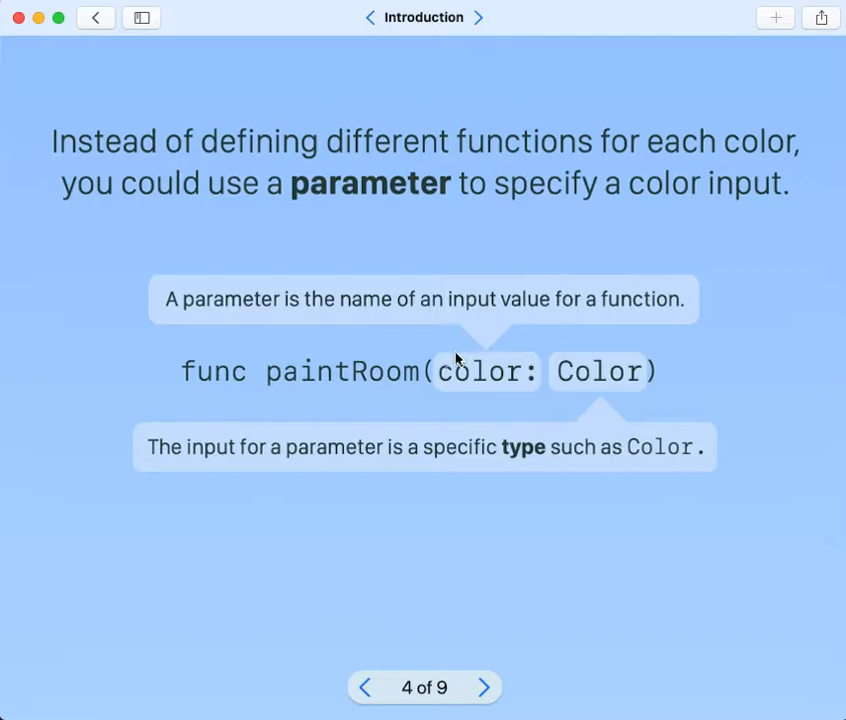 Introduction
Instead of defining different functions for each color,
you could use a parameter to specify a color input.
A parameter is the name of an input value for a function.
func paintRoom(color: Color)
The input for a parameter is a specific type such as Color.
4 of 9